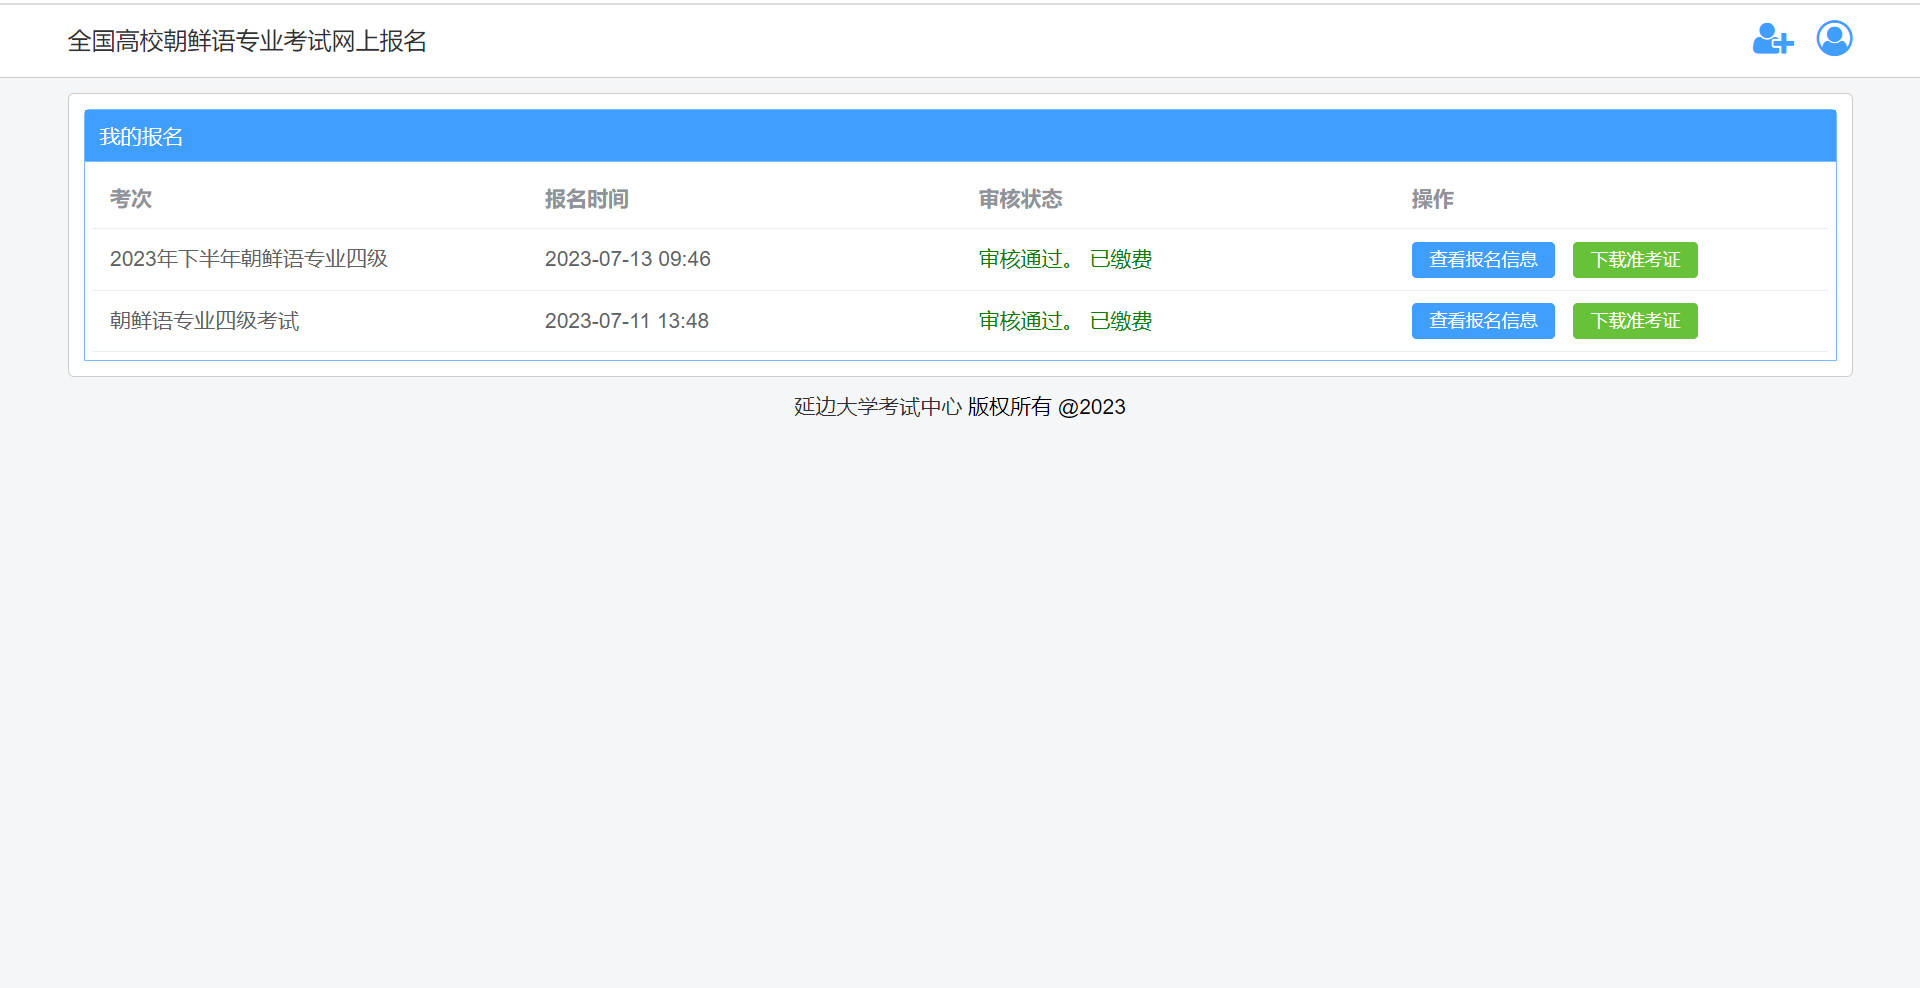 全国高校朝鲜语专业考试网上报名
我的报名
考次 报名时间 审核状态 操作
2023年下半年朝鲜语专业四级 2023-07-13 09:46 审核通过。 已缴费 查看报名信息 下载准考证
朝鲜语专业四级考试 2023-07-11 13:48 审核通过。 已缴费 查看报名信息 下载准考证
延边大学考试中心 版权所有 @2023